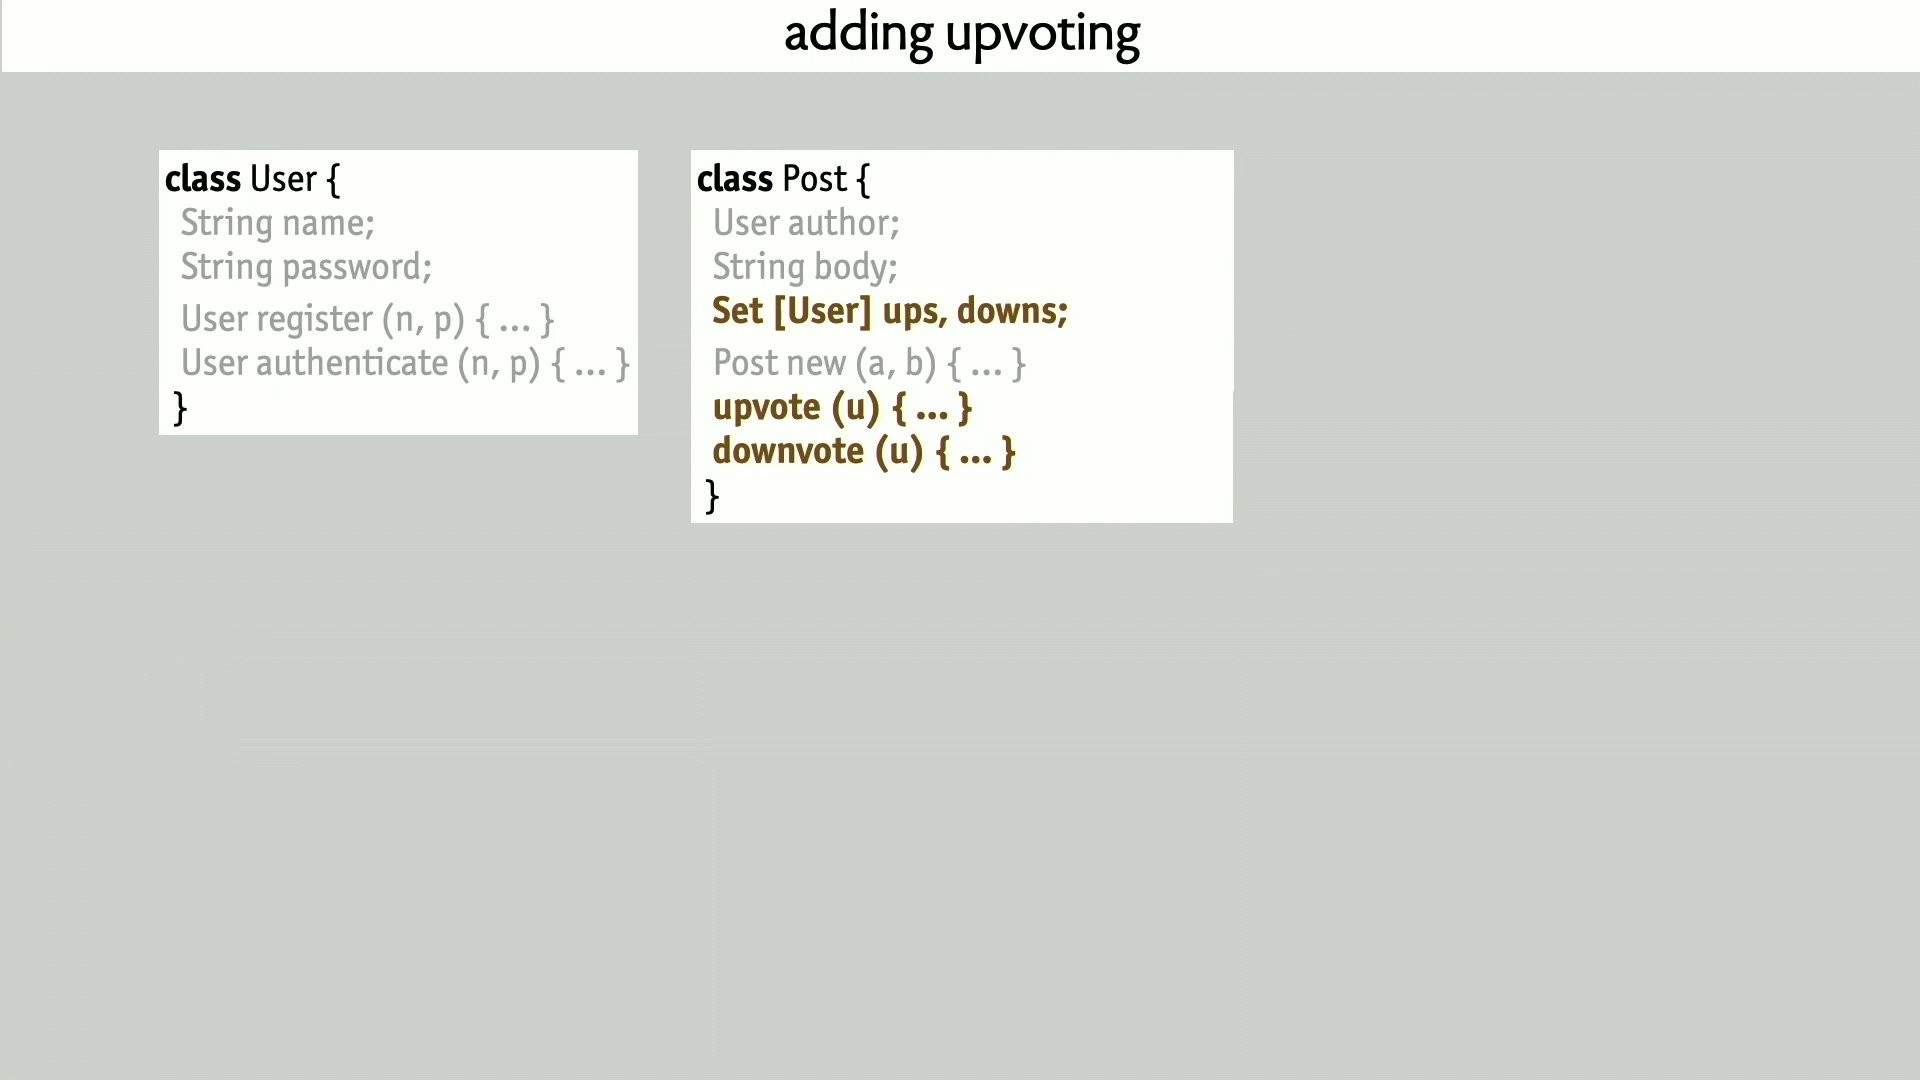 adding upvoting
class User {
String name;
String password;
User register (n, p) { ... }
User authenticate (n, p) { ... }
}
class Post {
User author;
String body;
Set [User] ups, downs;
Post new (a, b) { ... }
upvote (u) { ... }
downvote (u) { ... }
}